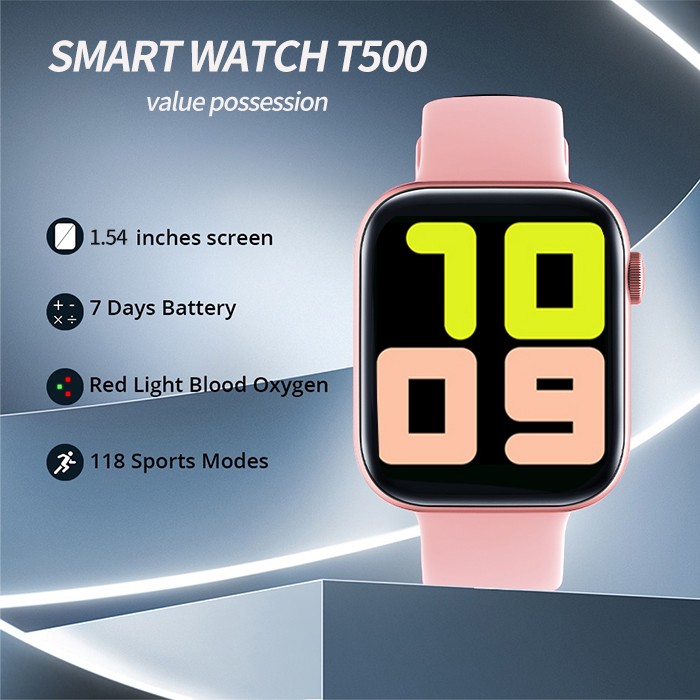 SMART WATCH T500
value possession
1.54 inches screen
7 Days Battery
Red Light Blood Oxygen
118 Sports Modes
10
09